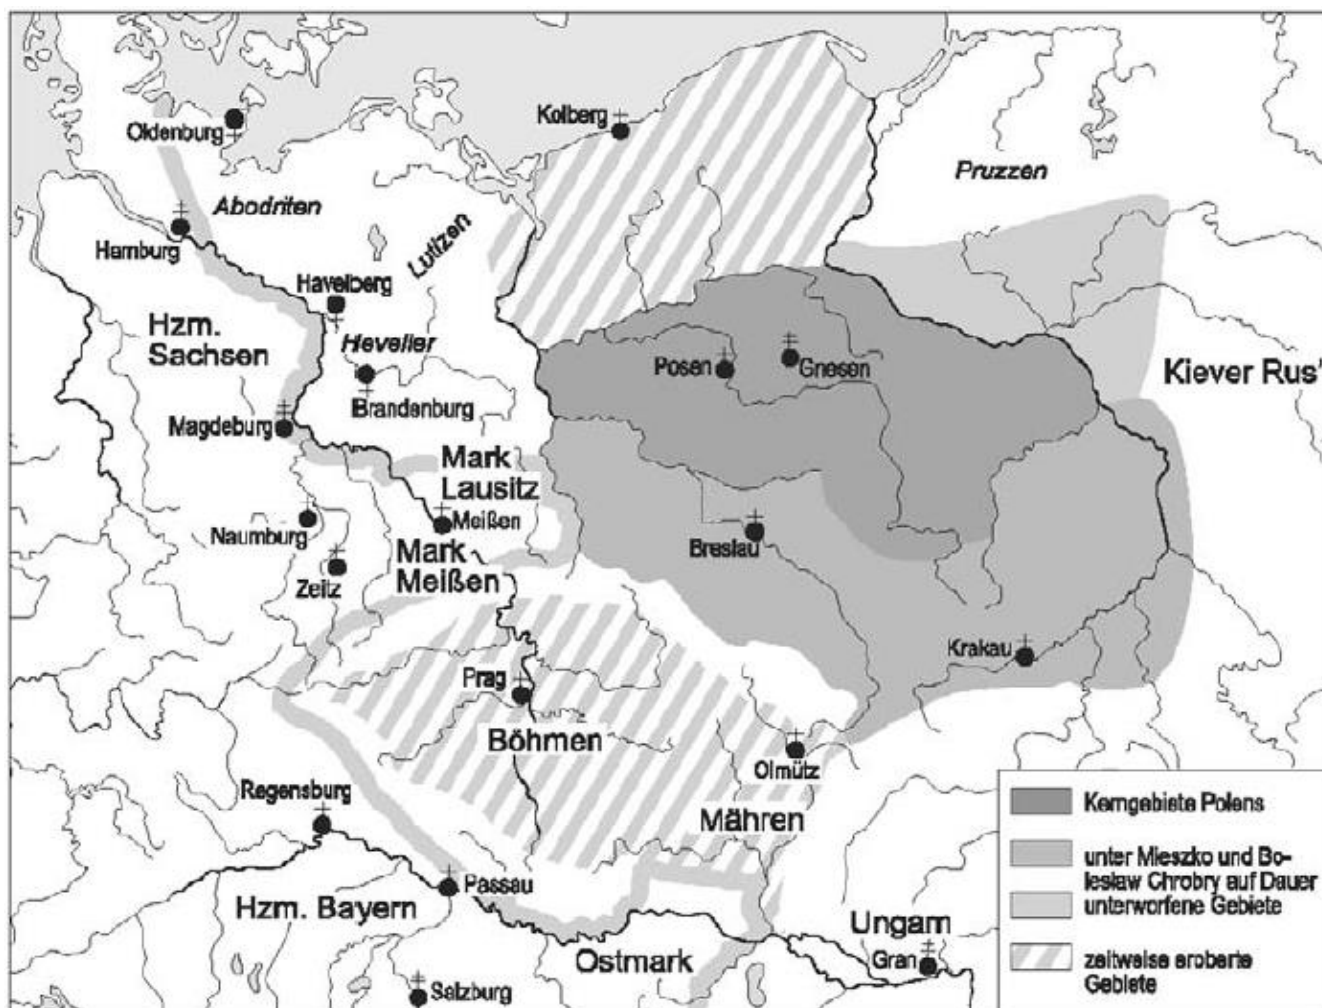 Kolberg
Oldenburg
Pruzzen
Abodriten
Lutizen
Hamburg
Havelberg
Hzm.
Sachsen
Heveller
Posen
Gnesen
Kiever Rus'
Brandenburg
Magdeburg
Mark
Lausitz
Meißen
Naumburg
Breslau
Mark
Meißen
Zeitz
Krakau
Prag
Böhmen
Olmütz
Regensburg
Mähren
Passau
Hzm. Bayern
Ungarn
Ostmark
Gran
Salzburg
Kerngebiete Polens
unter Mieszko und Bo-
leslaw Chrobry auf Dauer
unterworfene Gebiete
zeitweise eroberte
Gebiete